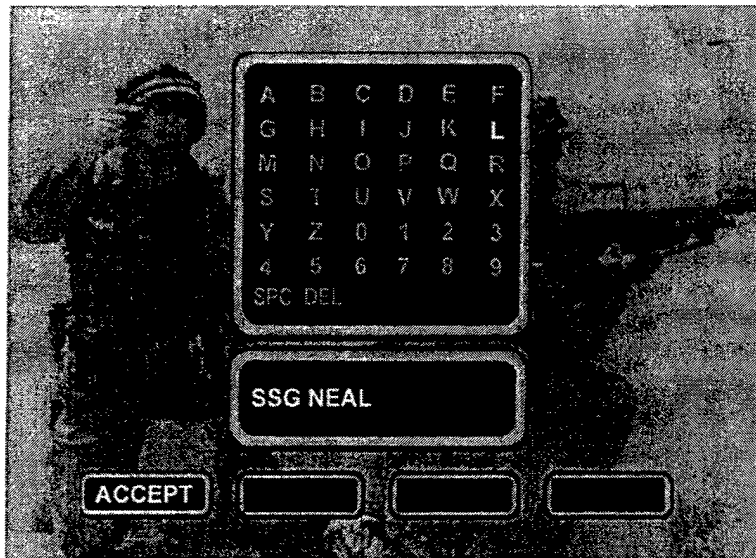 A B C D E F
G H I J K L
M N O P Q R
S T U V W X
Y Z 0 1 2 3
4 5 6 7 8 9
SPC DEL
SSG NEAL
ACCEPT